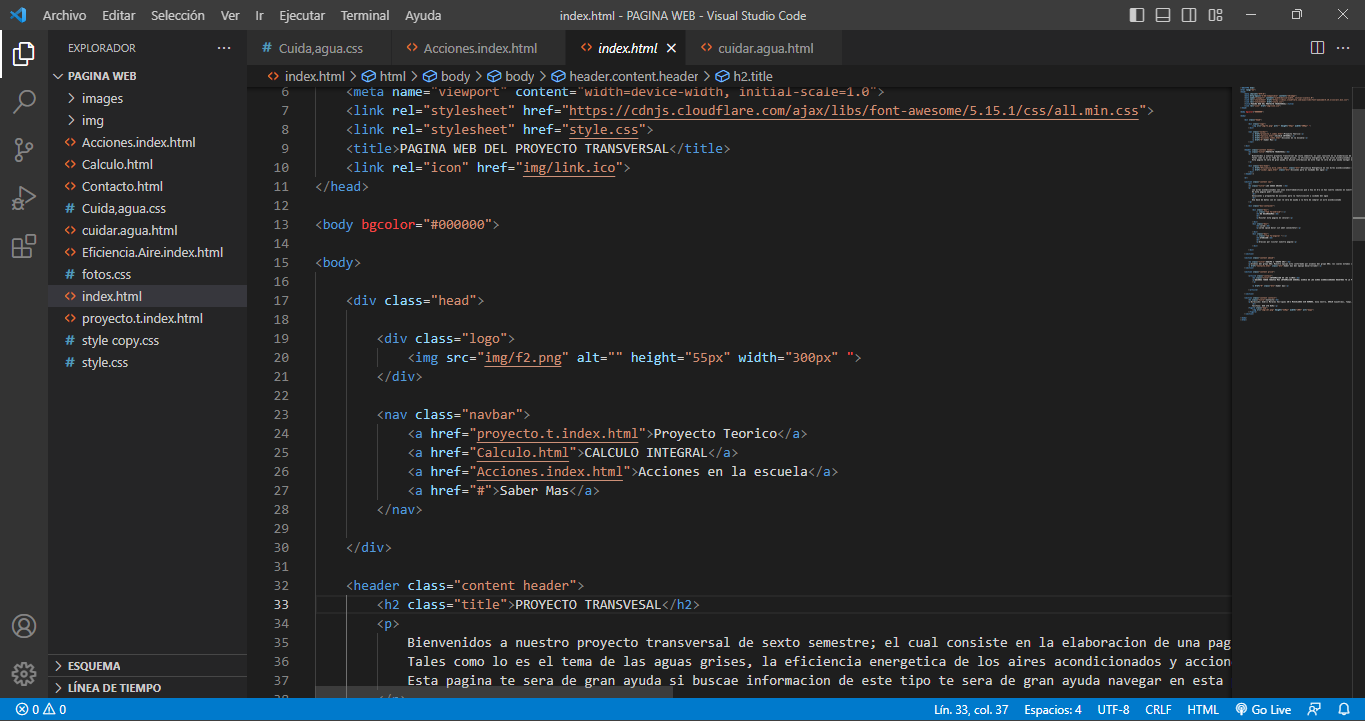 Archivo Editar Selección Ver Ir Ejecutar Terminal Ayuda index.html - PAGINA WEB - Visual Studio Code
EXPLORADOR
PAGINA WEB
images
img
Acciones.index.html
Calculo.html
Contacto.html
Cuida,agua.css
cuidar.agua.html
Eficiencia.Aire.index.html
fotos.css
index.html
proyecto.t.index.html
style copy.css
style.css
ESQUEMA
LÍNEA DE TIEMPO
Cuida,agua.css Acciones.index.html index.html cuidar.agua.html
index.html > html > body > body > header.content.header > h2.title
6 <meta name="viewport" content="width=device-width, initial-scale=1.0">
7 <link rel="stylesheet" href="https://cdnjs.cloudflare.com/ajax/libs/font-awesome/5.15.1/css/all.min.css">
8 <link rel="stylesheet" href="style.css">
9 <title>PAGINA WEB DEL PROYECTO TRANSVERSAL</title>
10 <link rel="icon" href="img/link.ico">
11 </head>
12
13 <body bgcolor="#000000">
14
15 <body>
16
17 <div class="head">
18
19 <div class="logo">
20 <img src="img/f2.png" alt="" height="55px" width="300px" ">
21 </div>
22
23 <nav class="navbar">
24 <a href="proyecto.t.index.html">Proyecto Teorico</a>
25 <a href="Calculo.html">CALCULO INTEGRAL</a>
26 <a href="Acciones.index.html">Acciones en la escuela</a>
27 <a href="#">Saber Mas</a>
28 </nav>
29
30 </div>
31
32 <header class="content header">
33 <h2 class="title">PROYECTO TRANSVESAL</h2>
34 <p>
35 Bienvenidos a nuestro proyecto transversal de sexto semestre; el cual consiste en la elaboracion de una pag
36 Tales como lo es el tema de las aguas grises, la eficiencia energetica de los aires acondicionados y accion
37 Esta pagina te sera de gran ayuda si buscae informacion de este tipo te sera de gran ayuda navegar en esta
0 0 Lín. 33, col. 37 Espacios: 4 UTF-8 CRLF HTML Go Live